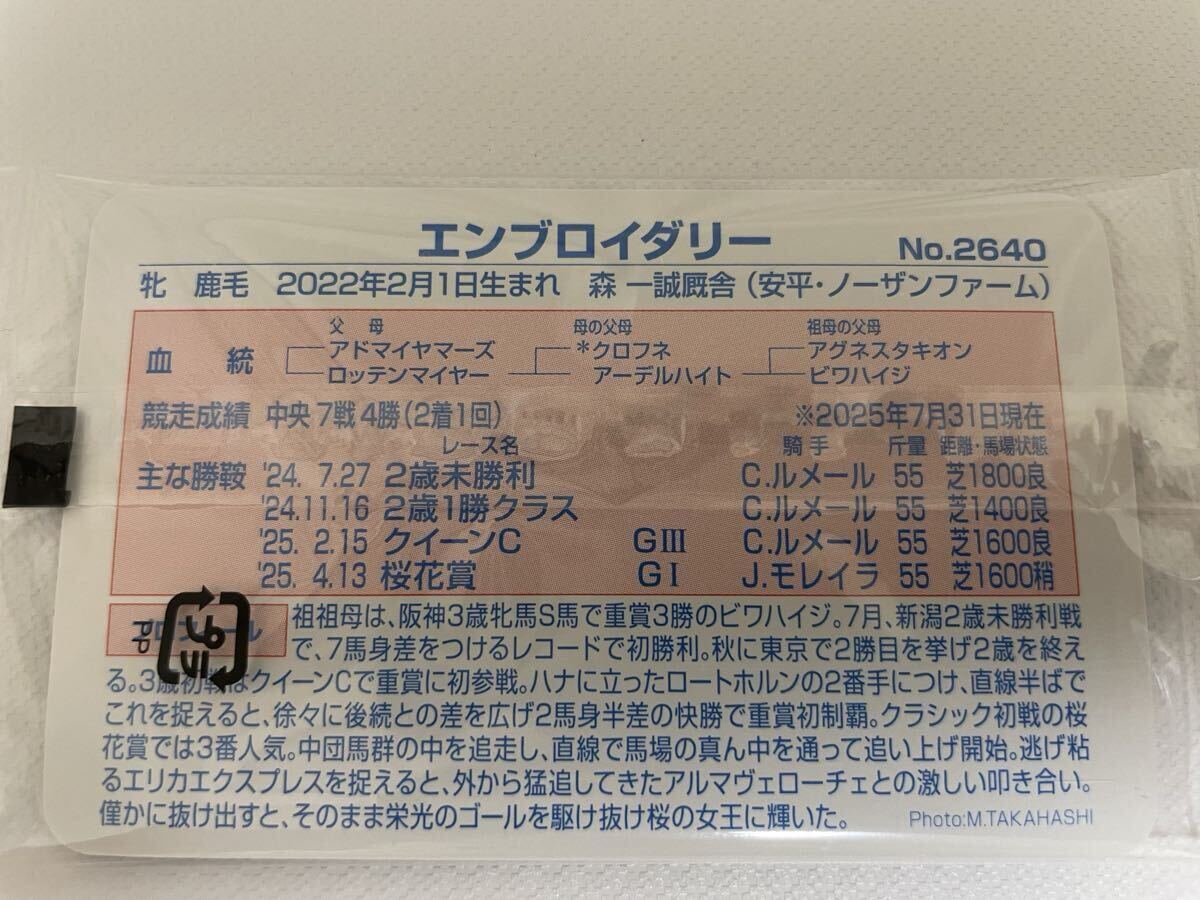 エンブロイダリー No.2640
牝 鹿毛 2022年2月1日生まれ 森 一誠厩舎(安平・ノーザンファーム)
父 母 母の父母 祖母の父母
アドマイヤマーズ *クロフネ アグネスタキオン
血 統
ロッテンマイヤー アーデルハイト ビワハイジ
競走成績 中央7戦4勝(2着1回) ※2025年7月31日現在
レース名 騎手 斤量 距離・馬場状態
主な勝鞍 '24. 7.27 2歳未勝利 C.ルメール 55 芝1800良
'24.11.16 2歳1勝クラス C.ルメール 55 芝1400良
'25. 2.15 クイーンC GⅢ C.ルメール 55 芝1600良
'25. 4.13 桜花賞 GⅠ J.モレイラ 55 芝1600稍
祖祖母は、阪神3歳牝馬S馬で重賞3勝のビワハイジ。7月、新潟2歳未勝利戦
で、7馬身差をつけるレコードで初勝利。秋に東京で2勝目を挙げ2歳を終え
る。3歳初戦はクイーンCで重賞に初参戦。ハナに立ったロートホルンの2番手につけ、直線半ばで
これを捉えると、徐々に後続との差を広げ2馬身半差の快勝で重賞初制覇。クラシック初戦の桜
花賞では3番人気。中団馬群の中を追走し、直線で馬場の真ん中を通って追い上げ開始。逃げ粘
るエリカエクスプレスを捉えると、外から猛追してきたアルマヴェローチェとの激しい叩き合い。
僅かに抜け出すと、そのまま栄光のゴールを駆け抜け桜の女王に輝いた。 Photo:M.TAKAHASHI
プラ
PP